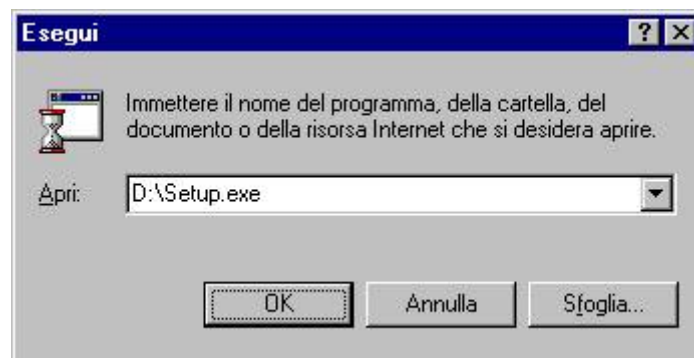 Esegui
Immettere il nome del programma, della cartella, del
documento o della risorsa Internet che si desidera aprire.
Apri: D:\Setup.exe
OK Annulla Sfoglia...